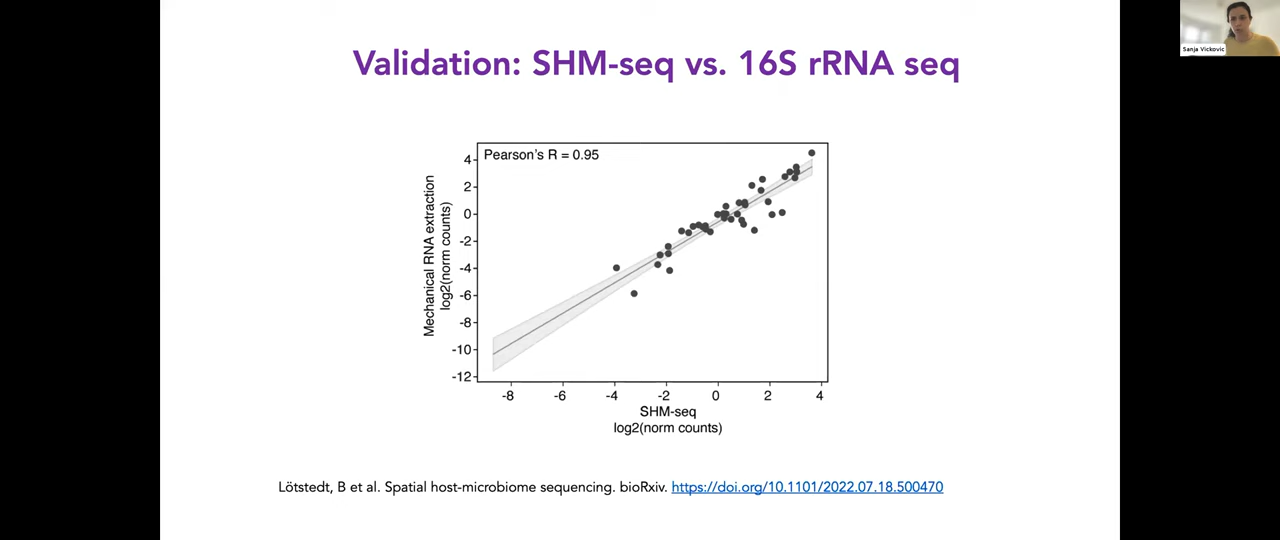 Validation: SHM-seq vs. 16S rRNA seq
Sanja Vickovic
Pearson's R = 0.95
Mechanical RNA extraction
log2(norm counts)
4
2
0
-2
-4
-6
-8
-10
-12
-8 -6 -4 -2 0 2 4
SHM-seq
log2(norm counts)
Lötstedt, B et al. Spatial host-microbiome sequencing. bioRxiv. https://doi.org/10.1101/2022.07.18.500470